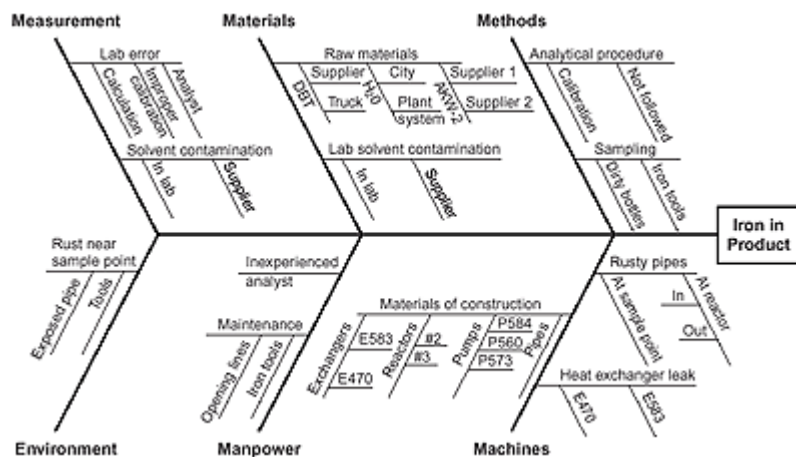 Measurement
Materials
Methods
Lab error
Calculation
Improper
calibration
Analyst
Solvent contamination
In lab
Supplier
Raw materials
DBT
Supplier
Truck
H₂0
City
Plant
system
AKW-2
Supplier 1
Supplier 2
Lab solvent contamination
In lab
Supplier
Analytical procedure
Calibration
Not followed
Sampling
Dirty bottles
Iron tools
Iron in
Product
Rust near
sample point
Exposed pipe
Tools
Inexperienced
analyst
Maintenance
Opening lines
Iron tools
Materials of construction
Exchangers
E583
E470
Reactors
#2
#3
Pumps
P584
P560
P573
Pipes
Rusty pipes
At sample point
At reactor
In
Out
Heat exchanger leak
E470
E583
Environment
Manpower
Machines